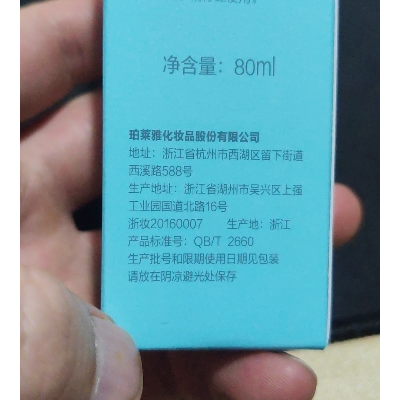 净含量: 80ml
珀莱雅化妆品股份有限公司
地址: 浙江省杭州市西湖区留下街道
西溪路588号
生产地址: 浙江省湖州市吴兴区上强
工业园国道北路16号
浙妆20160007 生产地: 浙江
产品标准号: QB/T 2660
生产批号和限期使用日期见包装
请放在阴凉避光处保存